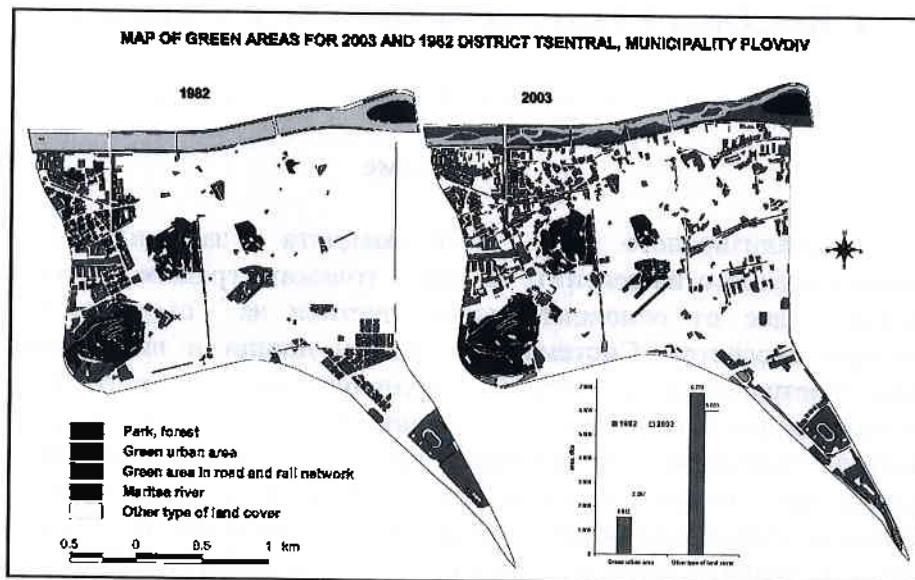 MAP OF GREEN AREAS FOR 2003 AND 1982 DISTRICT TSENTRAL, MUNICIPALITY PLOVDIV
1982
2003
Park, forest
Green urban area
Green area in road and rail network
Maritsa river
Other type of land cover
0.5 0 0.5 1 km
1982 2003
Green urban area
Other type of land cover